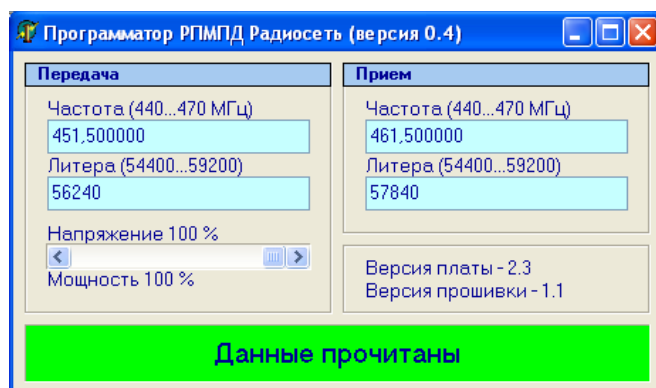 Программатор РПМПД Радиосеть (версия 0.4)
Передача
Частота (440...470 МГц)
451,500000
Литера (54400...59200)
56240
Напряжение 100 %
Мощность 100 %
Прием
Частота (440...470 МГц)
461,500000
Литера (54400...59200)
57840
Версия платы - 2.3
Версия прошивки - 1.1
Данные прочитаны